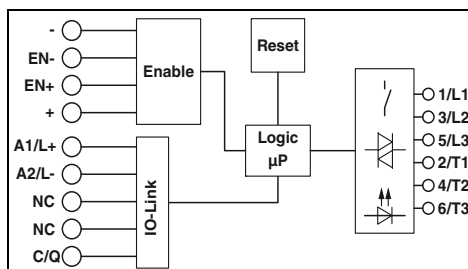 -
EN-
EN+
+
Enable
Reset
A1/L+
A2/L-
NC
NC
C/Q
IO-Link
Logic
µP
1/L1
3/L2
5/L3
2/T1
4/T2
6/T3